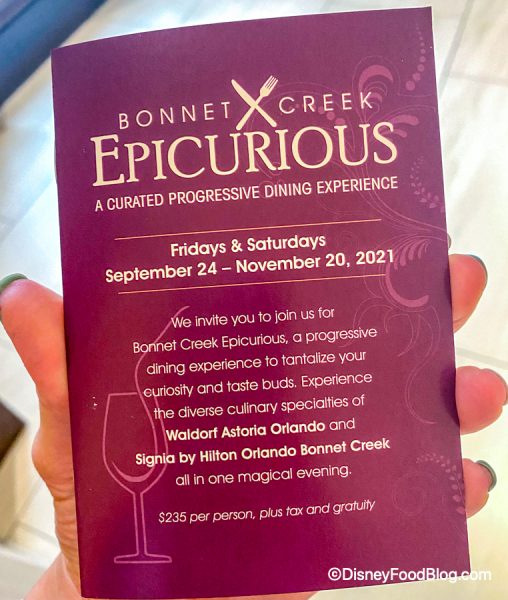 BONNET CREEK
EPICURIOUS
A CURATED PROGRESSIVE DINING EXPERIENCE
Fridays & Saturdays
September 24 – November 20, 2021
We invite you to join us for
Bonnet Creek Epicurious, a progressive
dining experience to tantalize your
curiosity and taste buds. Experience
the diverse culinary specialties of
Waldorf Astoria Orlando and
Signia by Hilton Orlando Bonnet Creek
all in one magical evening.
$235 per person, plus tax and gratuity
©DisneyFoodBlog.com